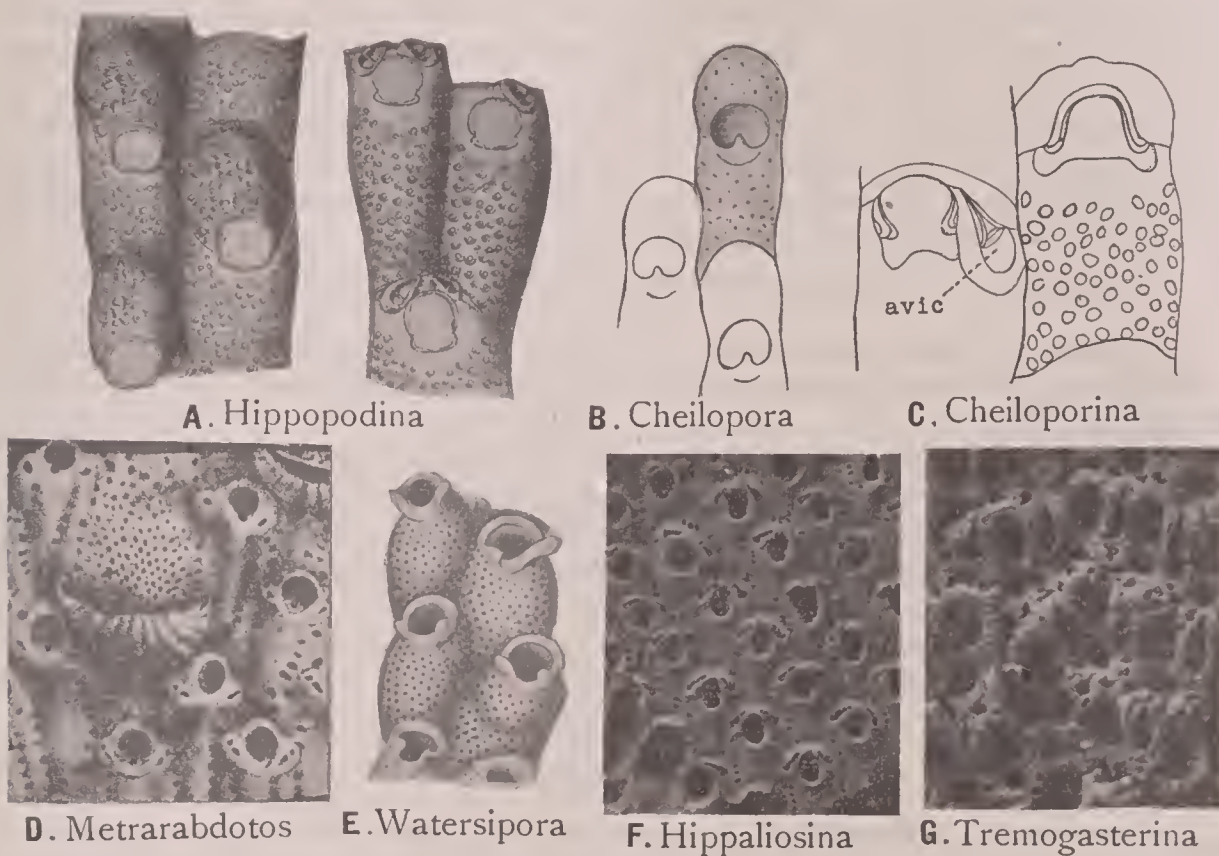 avic
A. Hippopodina
B. Cheilopora
C. Cheiloporina
D. Metrarabdotos
E. Watersipora
F. Hippaliosina
G. Tremogasterina